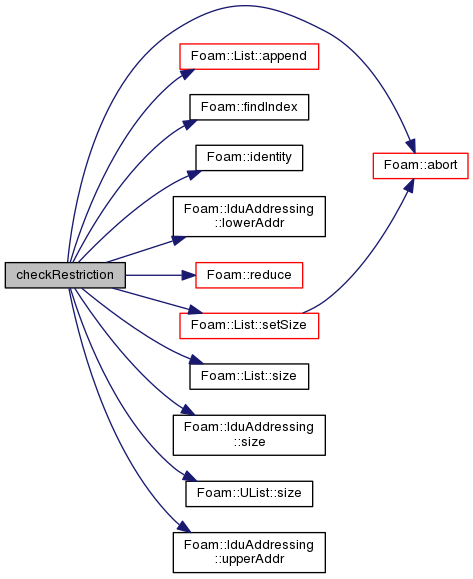 Foam::List::append
Foam::findIndex
Foam::identity
Foam::abort
Foam::lduAddressing
::lowerAddr
checkRestriction
Foam::reduce
Foam::List::setSize
Foam::List::size
Foam::lduAddressing
::size
Foam::UList::size
Foam::lduAddressing
::upperAddr